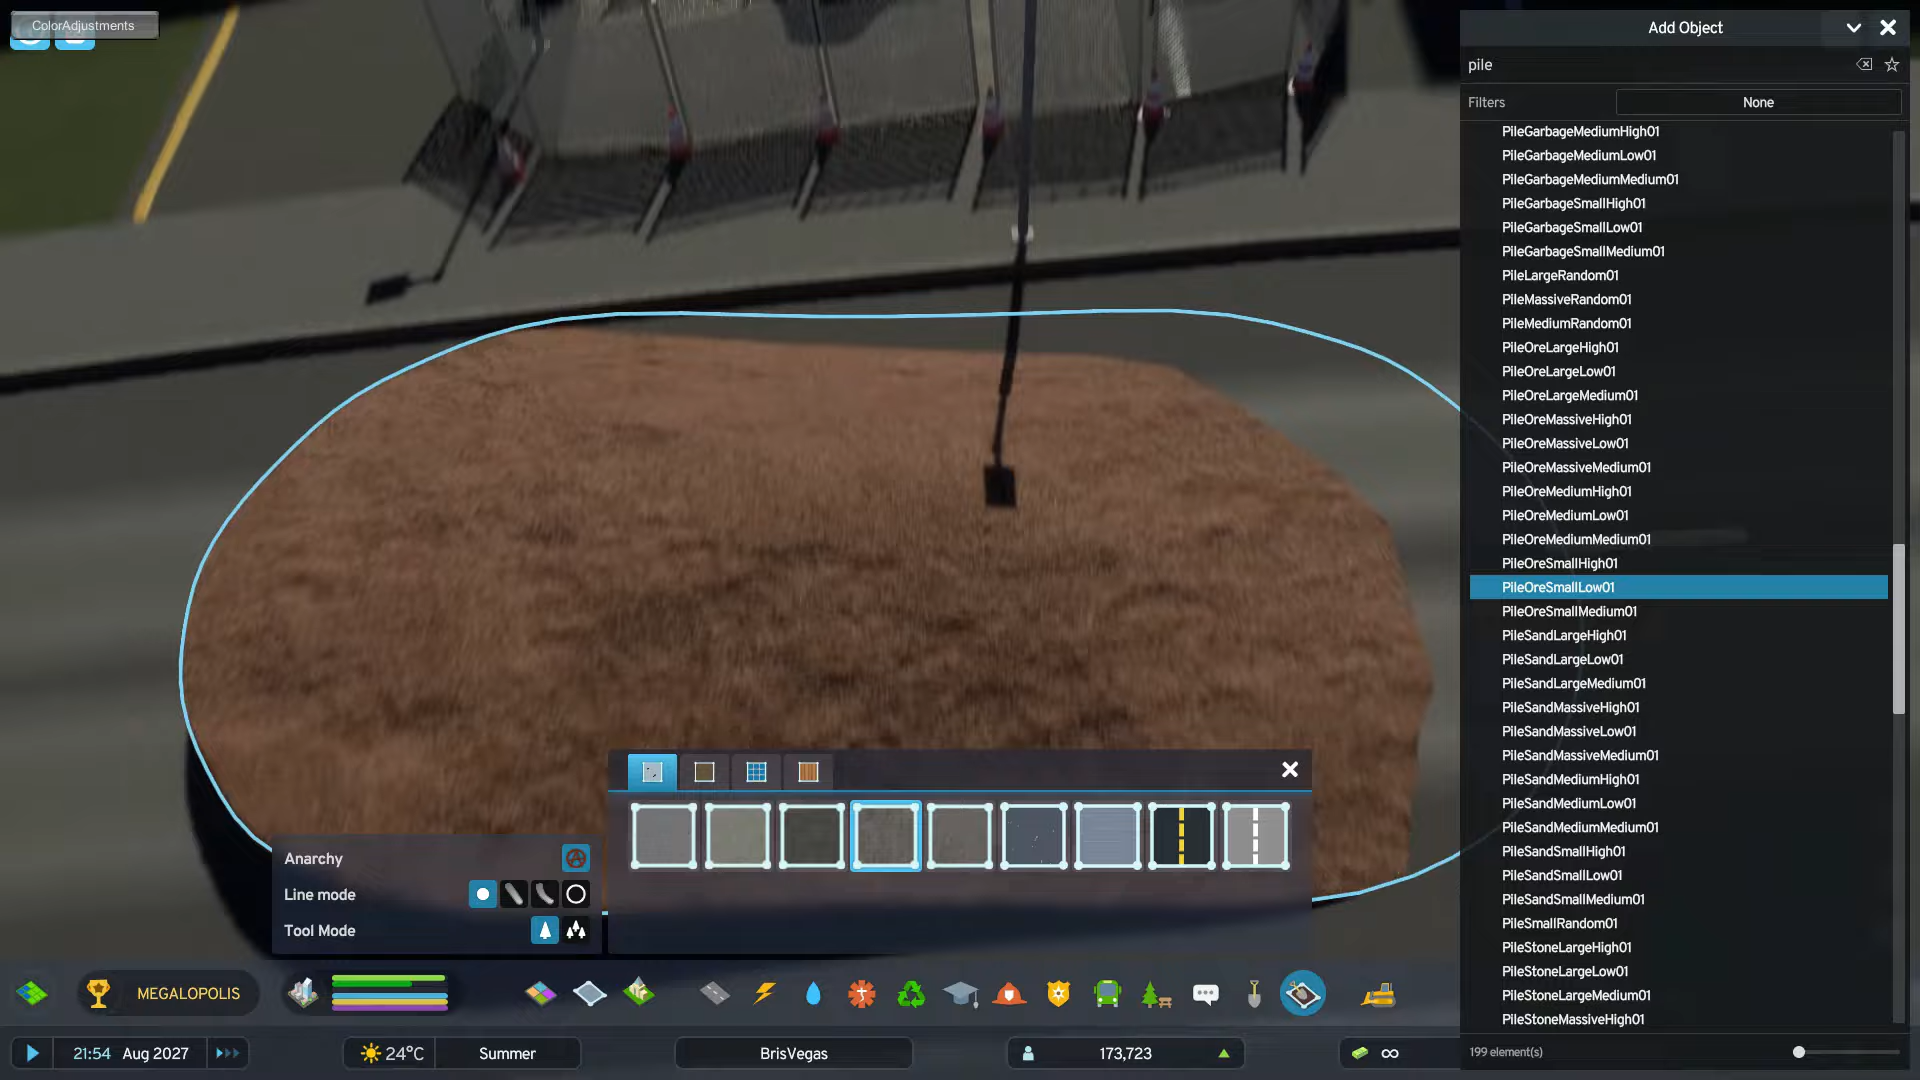 ColorAdjustments
Add Object
pile
Filters
None
PileGarbageMediumHigh01
PileGarbageMediumLow01
PileGarbageMediumMedium01
PileGarbageSmallHigh01
PileGarbageSmallLow01
PileGarbageSmallMedium01
PileLargeRandom01
PileMassiveRandom01
PileMediumRandom01
PileOreLargeHigh01
PileOreLargeLow01
PileOreLargeMedium01
PileOreMassiveHigh01
PileOreMassiveLow01
PileOreMassiveMedium01
PileOreMediumHigh01
PileOreMediumLow01
PileOreMediumMedium01
PileOreSmallHigh01
PileOreSmallLow01
PileOreSmallMedium01
PileSandLargeHigh01
PileSandLargeLow01
PileSandLargeMedium01
PileSandMassiveHigh01
PileSandMassiveLow01
PileSandMassiveMedium01
PileSandMediumHigh01
PileSandMediumLow01
PileSandMediumMedium01
PileSandSmallHigh01
PileSandSmallLow01
PileSandSmallMedium01
PileSmallRandom01
PileStoneLargeHigh01
PileStoneLargeLow01
PileStoneLargeMedium01
PileStoneMassiveHigh01
199 element(s)
Anarchy
Line mode
Tool Mode
MEGALOPOLIS
21:54 Aug 2027
24°C
Summer
BrisVegas
173,723
∞